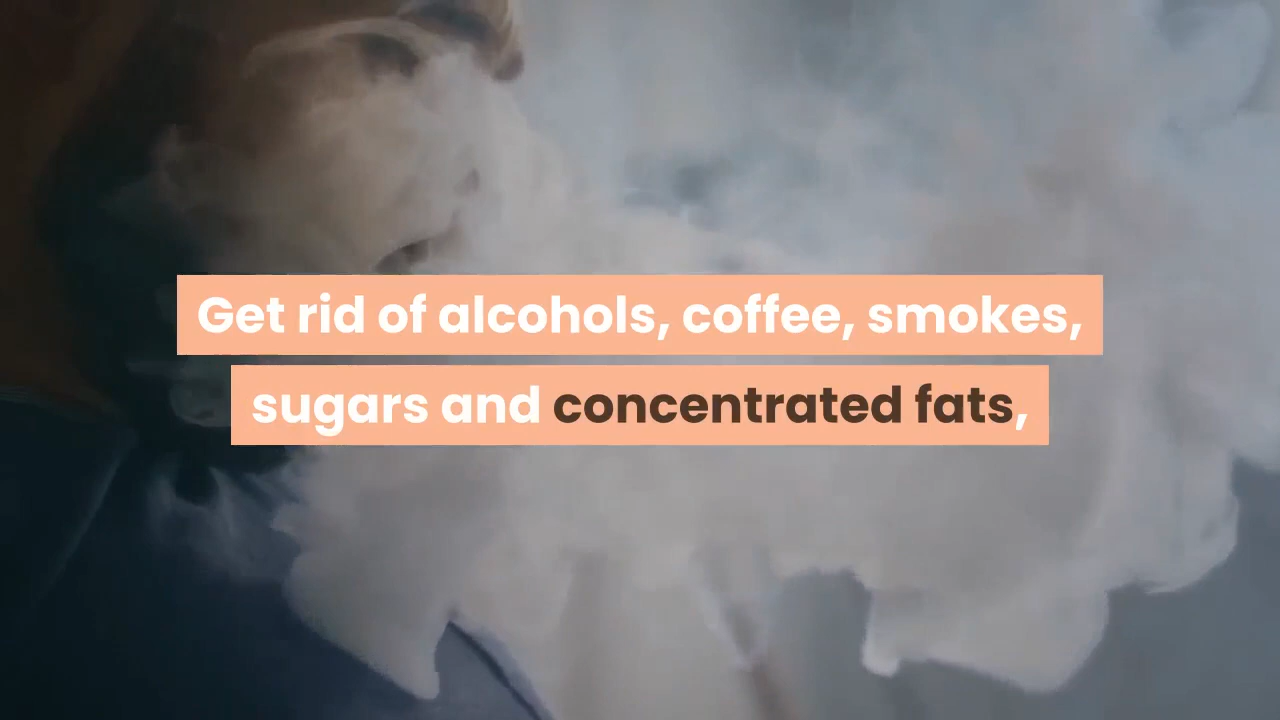 Get rid of alcohols, coffee, smokes,
sugars and concentrated fats,